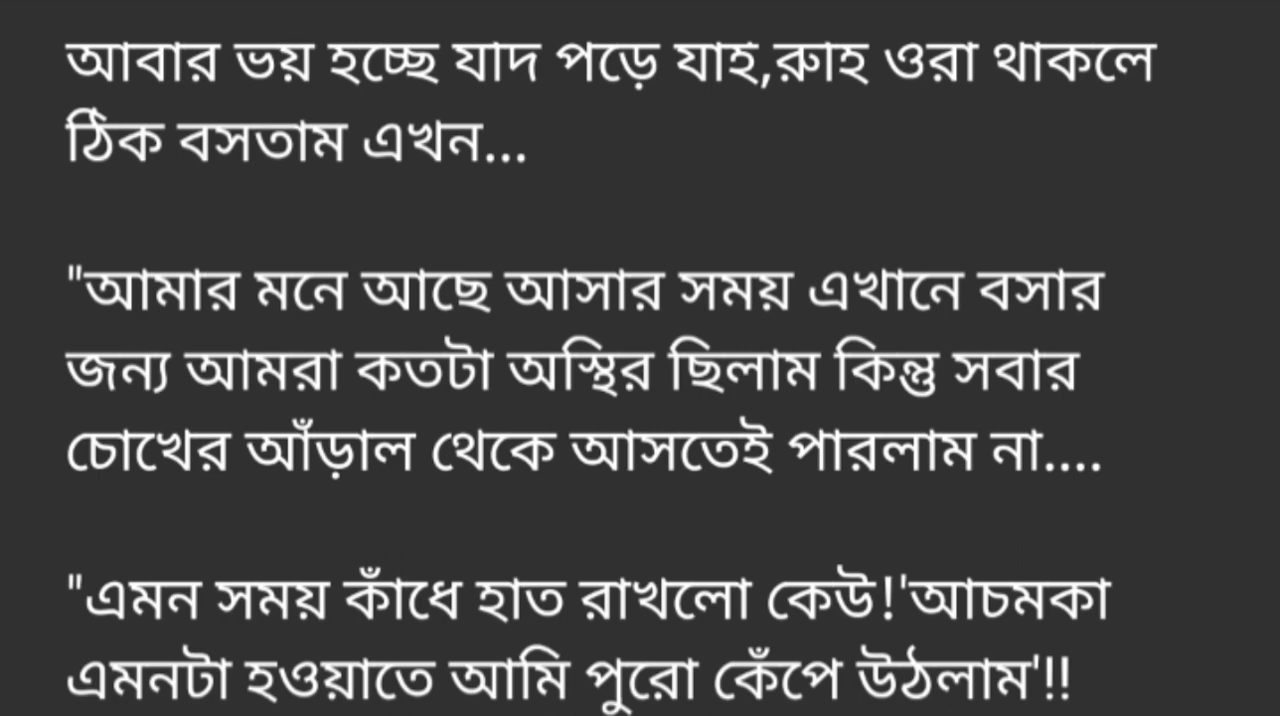 আবার ভয় হচ্ছে যাদ পড়ে যাহ,রুাহ ওরা থাকলে
ঠিক বসতাম এখন...
"আমার মনে আছে আসার সময় এখানে বসার
জন্য আমরা কতটা অস্থির ছিলাম কিন্তু সবার
চোখের আঁড়াল থেকে আসতেই পারলাম না....
"এমন সময় কাঁধে হাত রাখলো কেউ!'আচমকা
এমনটা হওয়াতে আমি পুরো কেঁপে উঠলাম'!!